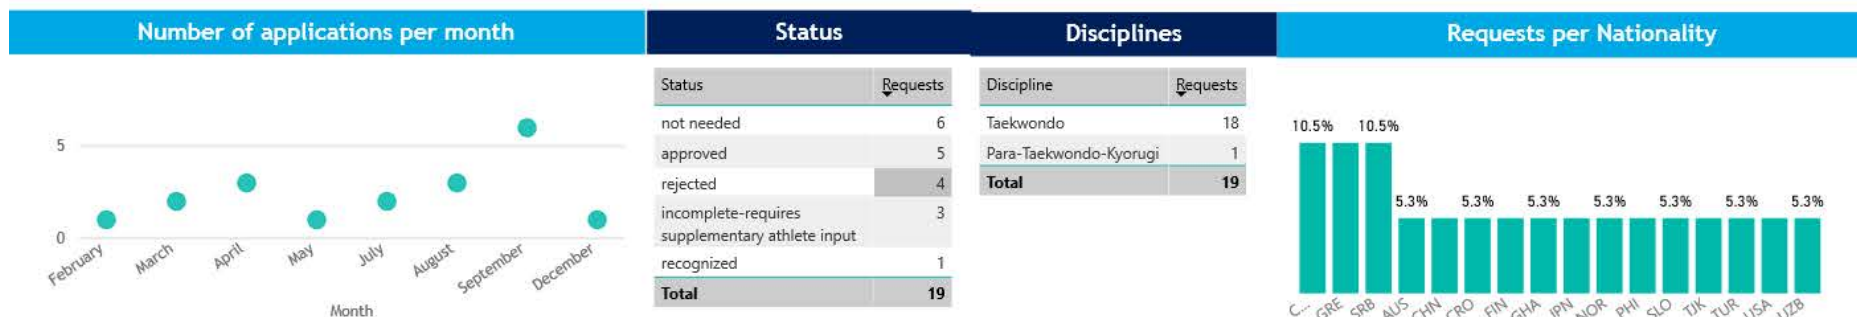 Number of applications per month
5
0
February
March
April
May
July
August
September
December
Month
Status
Status Requests
not needed 6
approved 5
rejected 4
incomplete-requires 3
supplementary athlete input
recognized 1
Total 19
Disciplines
Discipline Requests
Taekwondo 18
Para-Taekwondo-Kyorugi 1
Total 19
Requests per Nationality
10.5% 10.5%
5.3% 5.3% 5.3% 5.3% 5.3% 5.3% 5.3%
C...
GRE
SRB
AUS
CHN
CRO
FIN
GHA
JPN
NOR
PHI
SLO
TJK
TUR
USA
UZB